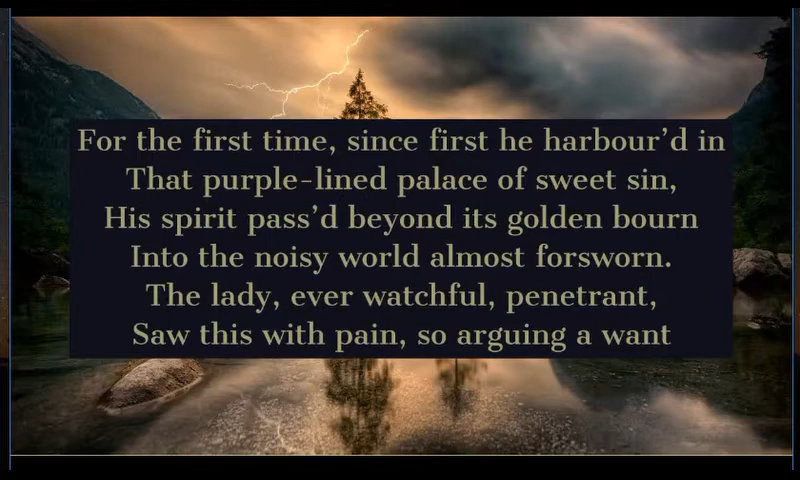 For the first time, since first he harbour’d in
That purple-lined palace of sweet sin,
His spirit pass’d beyond its golden bourn
Into the noisy world almost forsworn.
The lady, ever watchful, penetrant,
Saw this with pain, so arguing a want